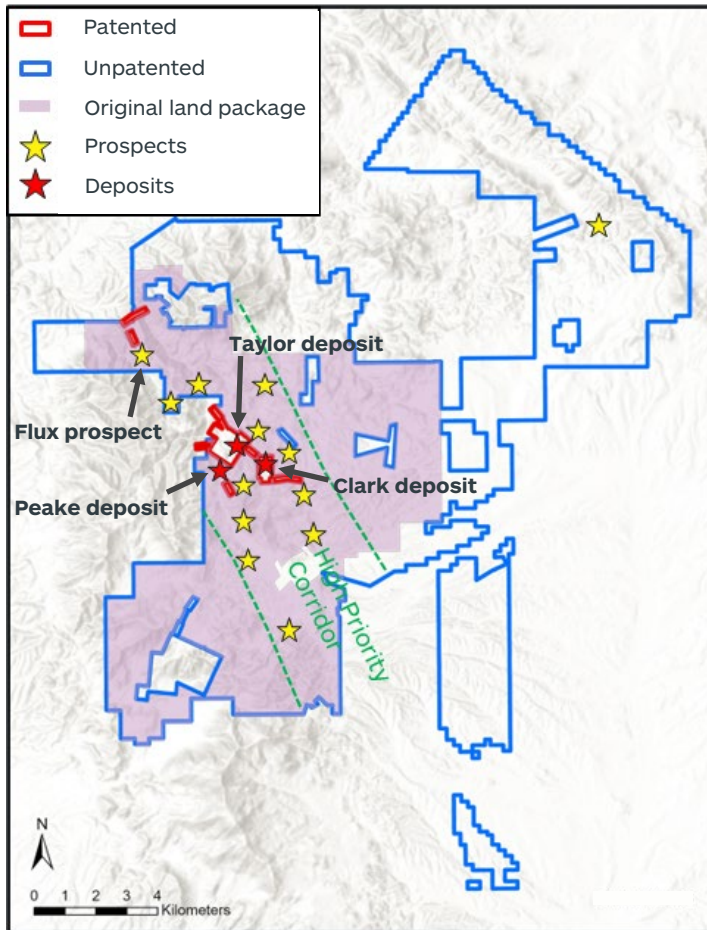 Patented
Unpatented
Original land package
Prospects
Deposits
Taylor deposit
Flux prospect
Clark deposit
Peake deposit
High Priority
Corridor
N
0 1 2 3 4
Kilometers